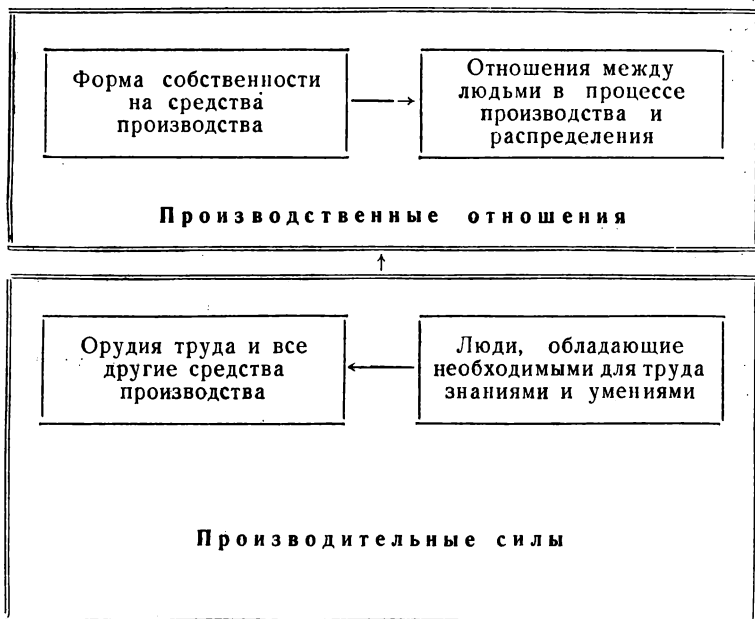 Форма собственности
на средства
производства
Отношения между
людьми в процессе
производства и
распределения
Производственные отношения
Орудия труда и все
другие средства
производства
Люди, обладающие
необходимыми для труда
знаниями и умениями
Производительные силы